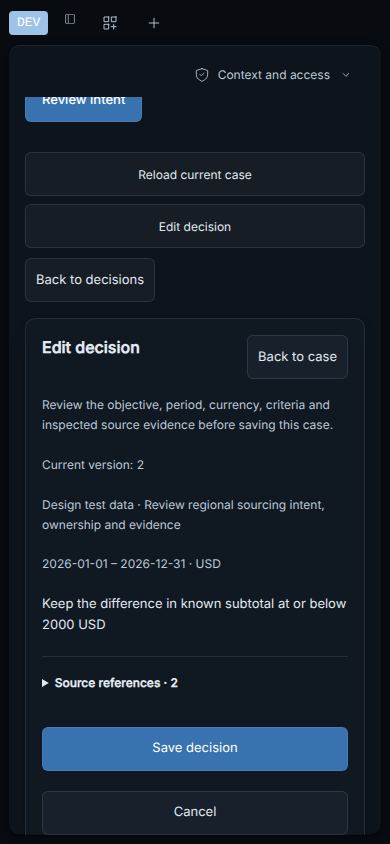 DEV
Context and access
Review intent
Reload current case
Edit decision
Back to decisions
Edit decision
Back to case
Review the objective, period, currency, criteria and
inspected source evidence before saving this case.
Current version: 2
Design test data · Review regional sourcing intent,
ownership and evidence
2026-01-01 – 2026-12-31 · USD
Keep the difference in known subtotal at or below
2000 USD
Source references · 2
Save decision
Cancel